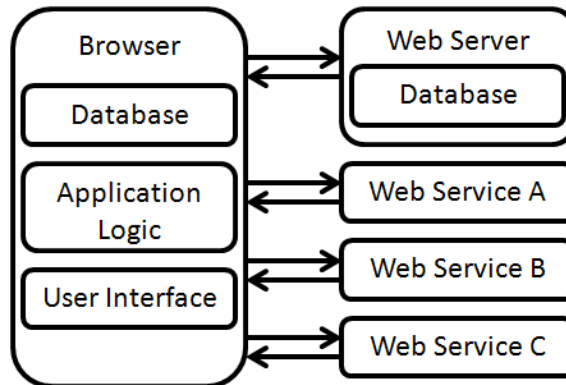 Browser
Database
Application
Logic
User Interface
Web Server
Database
Web Service A
Web Service B
Web Service C